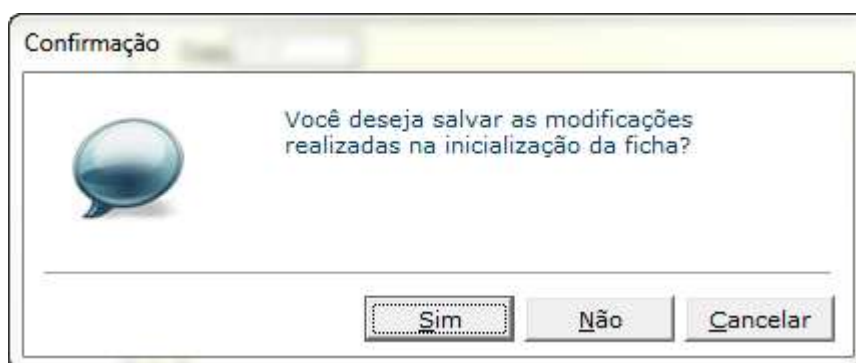 Confirmação
Você deseja salvar as modificações
realizadas na inicialização da ficha?
Sim
Não
Cancelar